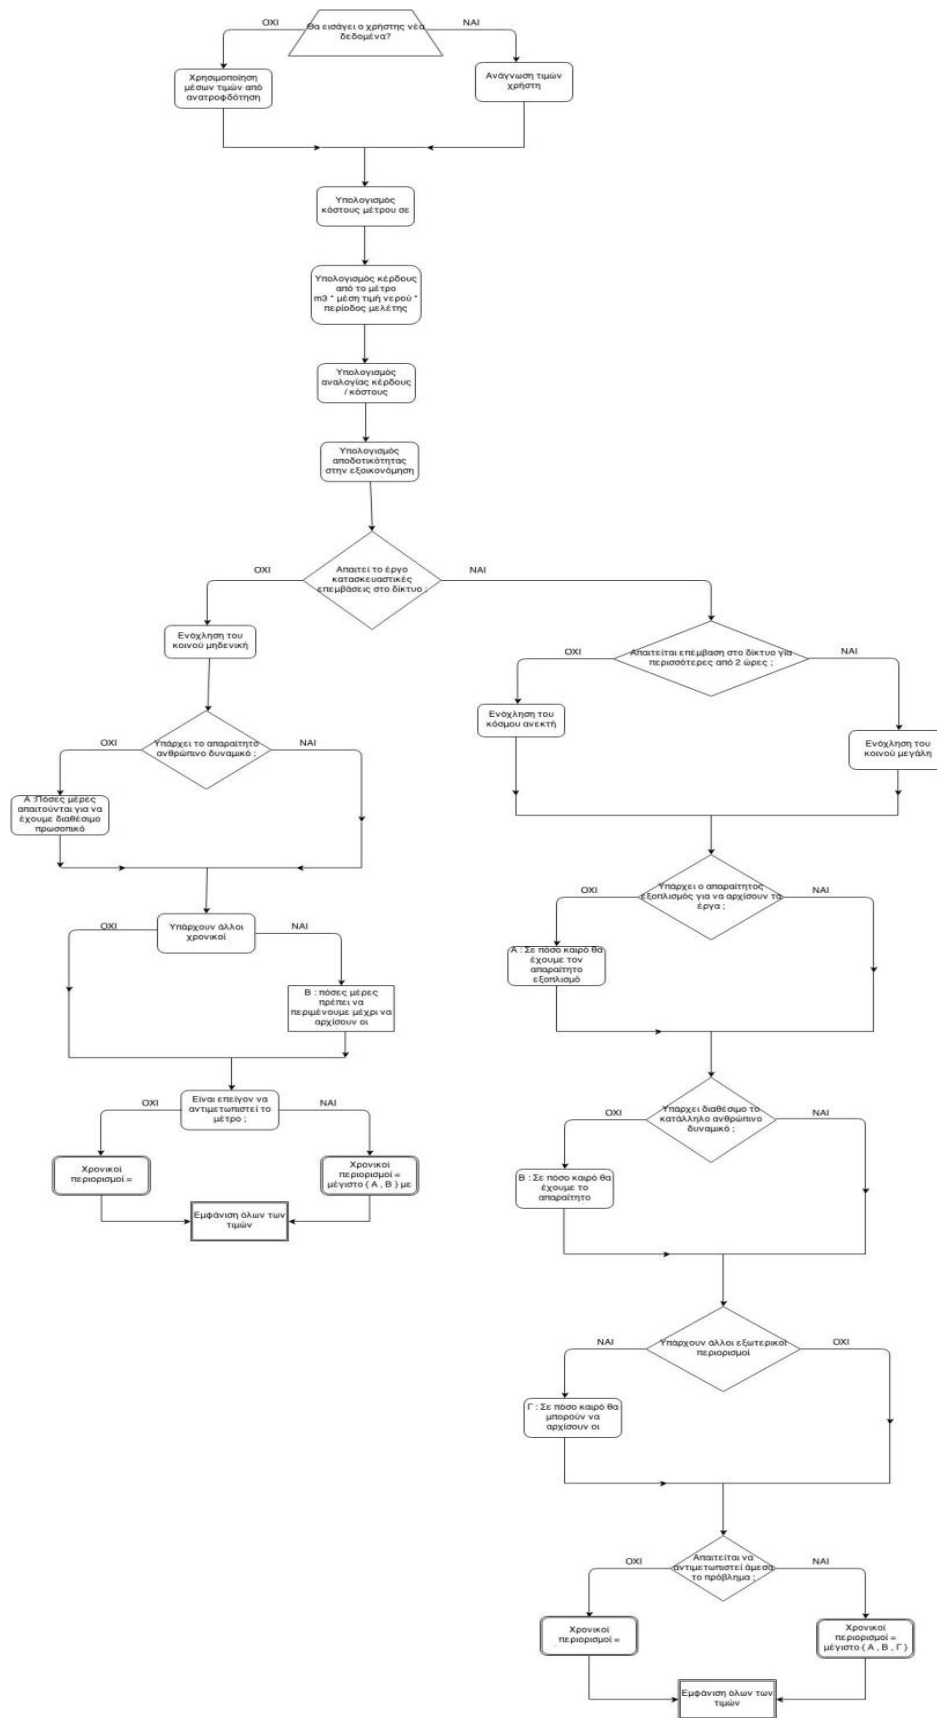 ΟΧΙ
Θα εισάγει ο χρήστης νέα
δεδομένα?
ΝΑΙ
Χρησιμοποίηση
μέσων τιμών από
ανατροφδότηση
Ανάγνωση τιμών
χρήστη
Υπολογισμός
κόστους μέτρου σε
Υπολογισμός κέρδους
από το μέτρο
m3 * μέση τιμή νερού *
περίοδος μελέτης
Υπολογισμός
αναλογίας κέρδους
/ κόστους
Υπολογισμός
αποδοτικότητας
στην εξοικονόμηση
ΟΧΙ
Απαιτεί το έργο
κατασκευαστικές
επεμβάσεις στο δίκτυο ;
ΝΑΙ
Ενόχληση του
κοινού μηδενική
ΟΧΙ
Υπάρχει το απαραίτητο
ανθρώπινο δυναμικό ;
ΝΑΙ
Α :Πόσες μέρες
απαιτούνται για να
έχουμε διαθέσιμο
πρωσοπικό
ΟΧΙ
Υπάρχουν άλλοι
χρονικοί
ΝΑΙ
Β : πόσες μέρες
πρέπει να
περιμένουμε μέχρι να
αρχίσουν οι
ΟΧΙ
Είναι επείγον να
αντιμετωπιστεί το
μέτρο ;
ΝΑΙ
Χρονικοί
περιορισμοί =
Χρονικοί
περιορισμοί =
μέγιστο { Α , Β } με
Εμφάνιση όλων των
τιμών
ΟΧΙ
Απαιτείται επέμβαση στο δίκτυο για
περισσότερες από 2 ώρες ;
ΝΑΙ
Ενόχληση του
κόσμου ανεκτή
Ενόχληση του
κοινού μεγάλη
ΟΧΙ
Υπάρχει ο απαραίτητος
εξοπλισμός για να αρχίσουν τα
έργα ;
ΝΑΙ
Α : Σε πόσο καιρό θα
έχουμε τον
απαραίτητο
εξοπλισμό
ΟΧΙ
Υπάρχει διαθέσιμο το
κατάλληλο ανθρώπινο
δυναμικό ;
ΝΑΙ
Β : Σε πόσο καιρό θα
έχουμε το
απαραίτητο
ΝΑΙ
Υπάρχουν άλλοι εξωτερικοί
περιορισμοί
ΟΧΙ
Γ : Σε πόσο καιρό θα
μπορούν να
αρχίσουν οι
ΟΧΙ
Απαιτείται να
αντιμετωπιστεί άμεσα
το πρόβλημα ;
ΝΑΙ
Χρονικοί
περιορισμοί =
Χρονικοί
περιορισμοί =
μέγιστο { Α , Β , Γ }
Εμφάνιση όλων των
τιμών